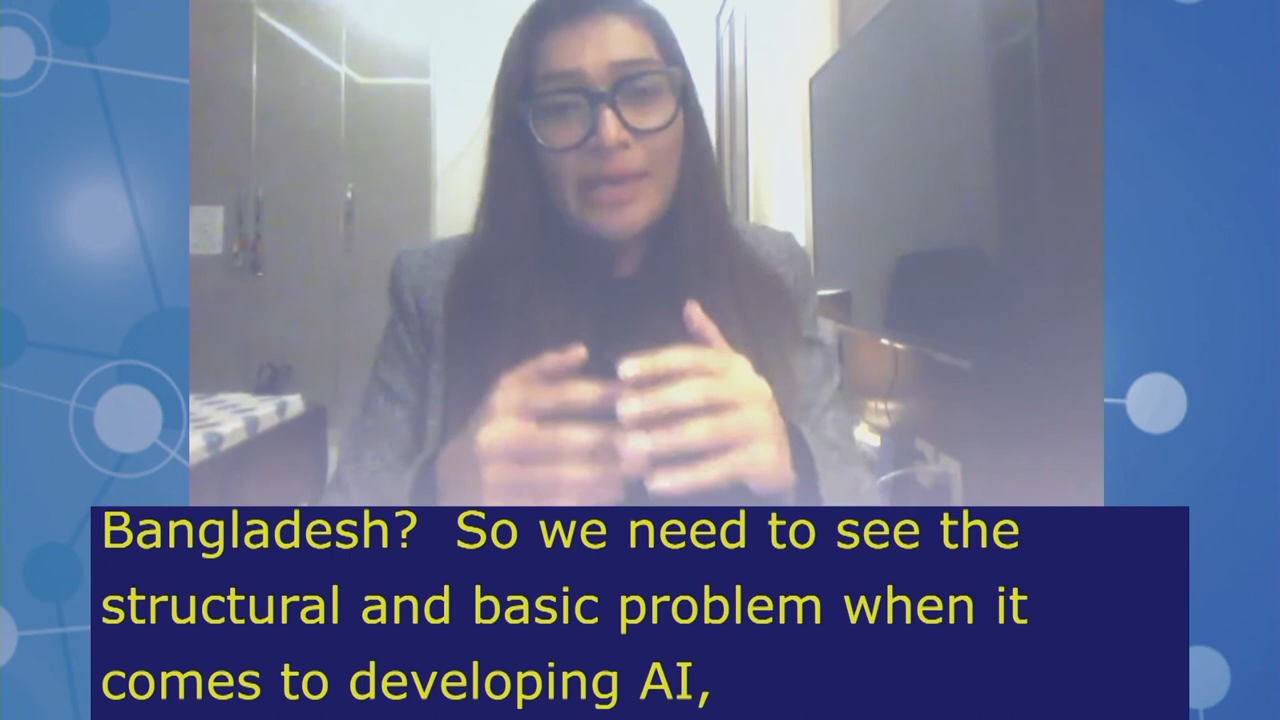 Bangladesh?  So we need to see the
structural and basic problem when it
comes to developing AI,